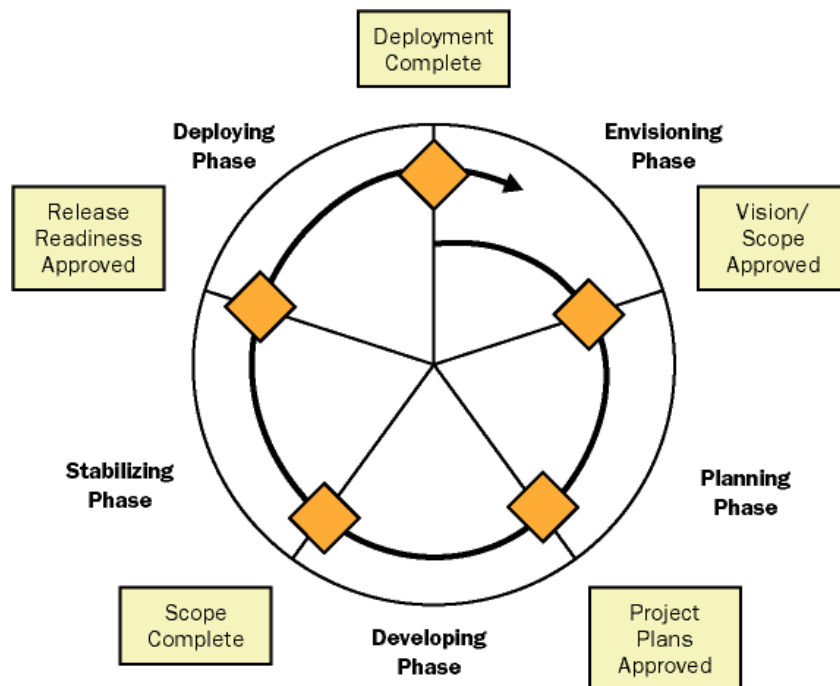 Deployment
Complete
Deploying
Phase
Envisioning
Phase
Release
Readiness
Approved
Vision/
Scope
Approved
Stabilizing
Phase
Planning
Phase
Scope
Complete
Developing
Phase
Project
Plans
Approved